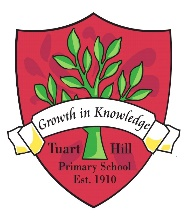 Growth in Knowledge
Tuart Hill
Primary School
Est. 1910